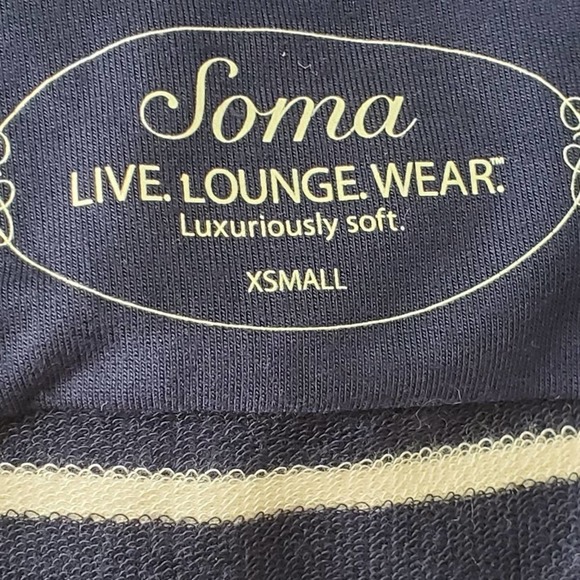 Soma
LIVE. LOUNGE. WEAR.™
Luxuriously soft.
XSMALL